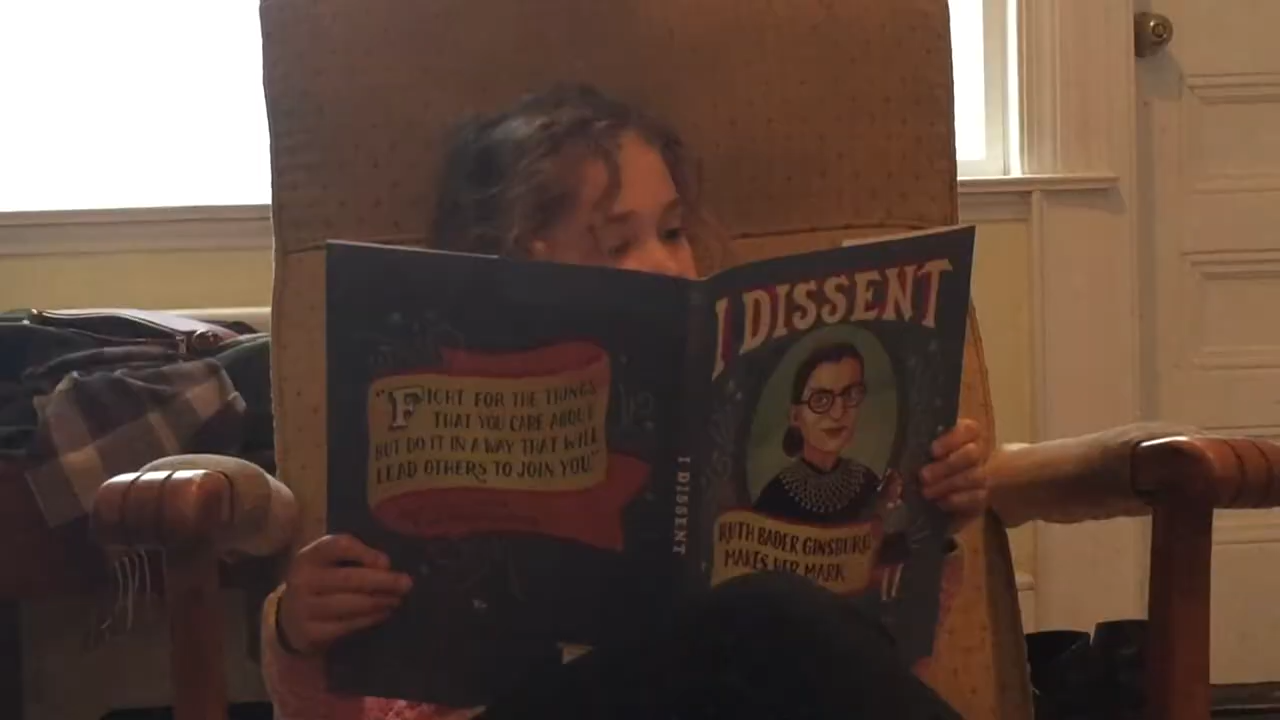 "FIGHT FOR THE THINGS
THAT YOU CARE ABOUT
BUT DO IT IN A WAY THAT WILL
LEAD OTHERS TO JOIN YOU."
I DISSENT
I DISSENT
RUTH BADER GINSBURG
MAKES HER MARK